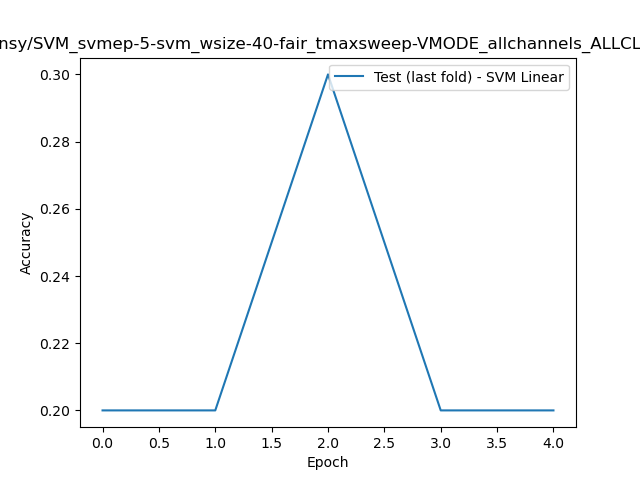 nsy/SVM_svmep-5-svm_wsize-40-fair_tmaxsweep-VMODE_allchannels_ALLCL
Test (last fold) - SVM Linear
0.30
0.28
0.26
0.24
0.22
0.20
Accuracy
0.0 0.5 1.0 1.5 2.0 2.5 3.0 3.5 4.0
Epoch